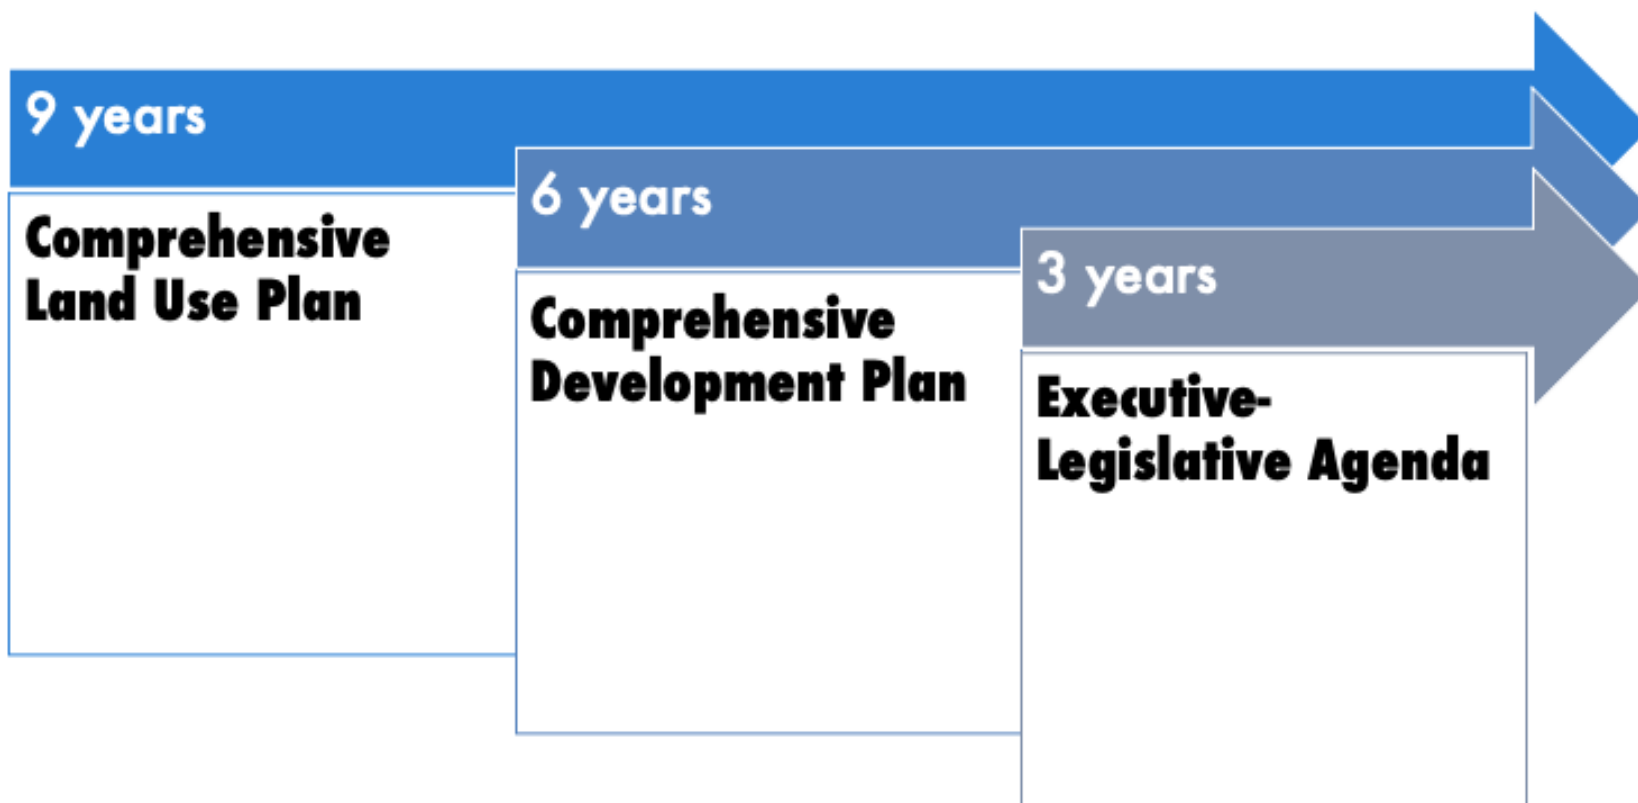 9 years
Comprehensive
Land Use Plan
6 years
Comprehensive
Development Plan
3 years
Executive-
Legislative Agenda